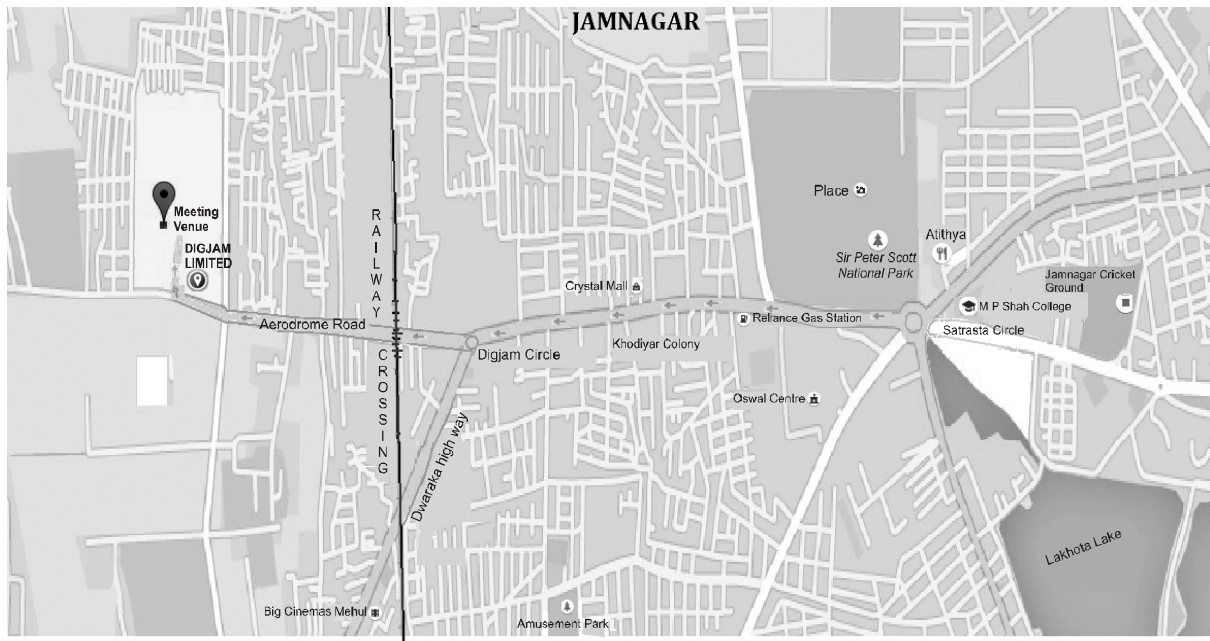 JAMNAGAR
Place
Meeting
Venue
RAILWAY
Atithya
DIGJAM
LIMITED
Sir Peter Scott
National Park
Jamnagar Cricket
Ground
Crystal Mall
M P Shah College
Aerodrome Road
Reliance Gas Station
Satrasta Circle
Khodiyar Colony
Digjam Circle
CROSSING
Oswal Centre
Dwaraka high way
Lakhota Lake
Big Cinemas Mehul
Amusement Park